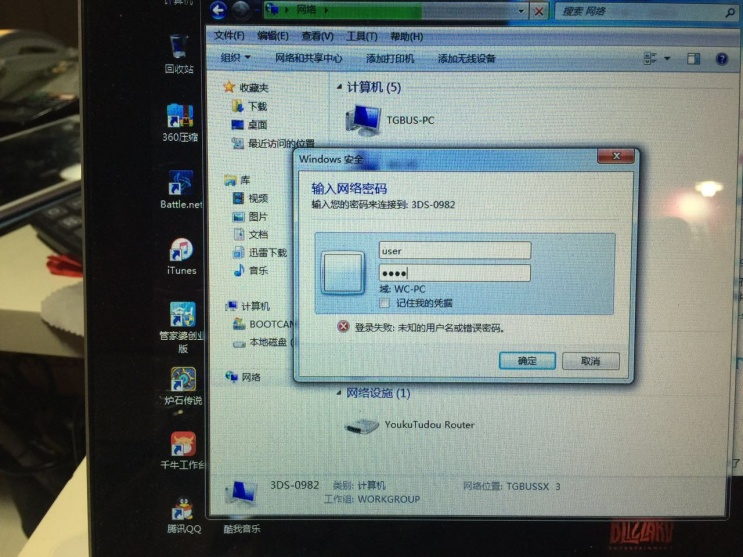 计算机
网络
搜索 网络
文件(F) 编辑(E) 查看(V) 工具(T) 帮助(H)
组织 网络和共享中心 添加打印机 添加无线设备
回收站
360压缩
Battle.net
iTunes
管家婆创业版
炉石传说
千牛工作台
腾讯QQ
酷我音乐
收藏夹
下载
桌面
最近访问的位置
库
视频
图片
文档
迅雷下载
音乐
计算机
BOOTCAM
本地磁盘 (
网络
计算机 (5)
TGBUS-PC
Windows 安全
输入网络密码
输入您的密码来连接到: 3DS-0982
user
●●●●
域: WC-PC
记住我的凭据
登录失败: 未知的用户名或错误密码。
确定 取消
网络设施 (1)
YoukuTudou Router
3DS-0982 类别: 计算机 网络位置: TGBUSSX 3
工作组: WORKGROUP
BLIZZARD
ENTERTAINMENT